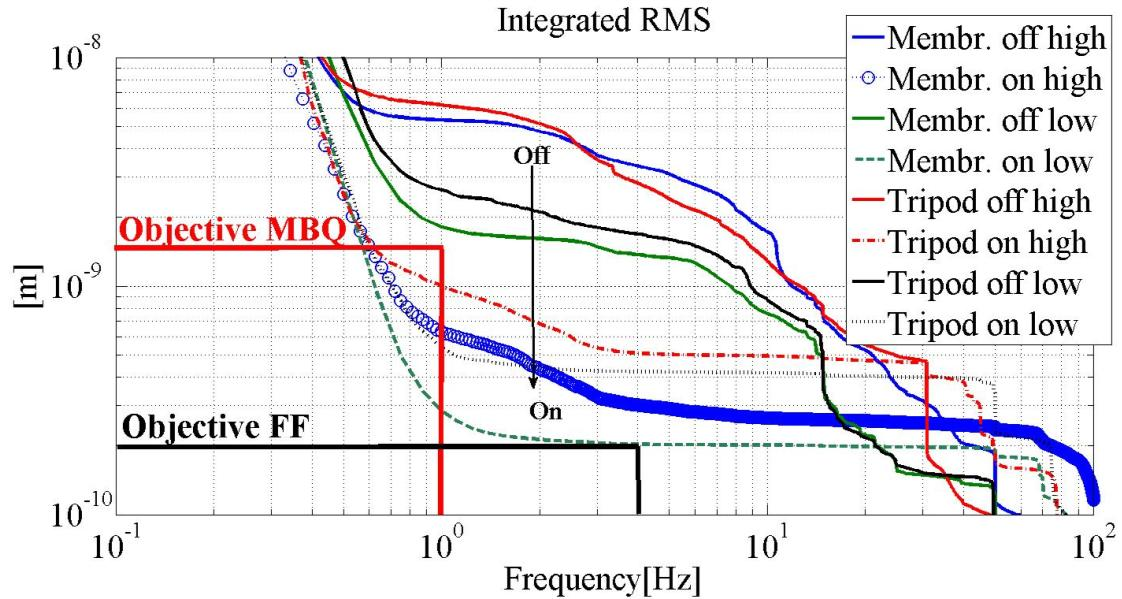 Integrated RMS
Membr. off high
Membr. on high
Membr. off low
Membr. on low
Tripod off high
Tripod on high
Tripod off low
Tripod on low
10^-8
Off
Objective MBQ
[m]
10^-9
On
Objective FF
10^-10
10^-1
10^0
10^1
10^2
Frequency[Hz]